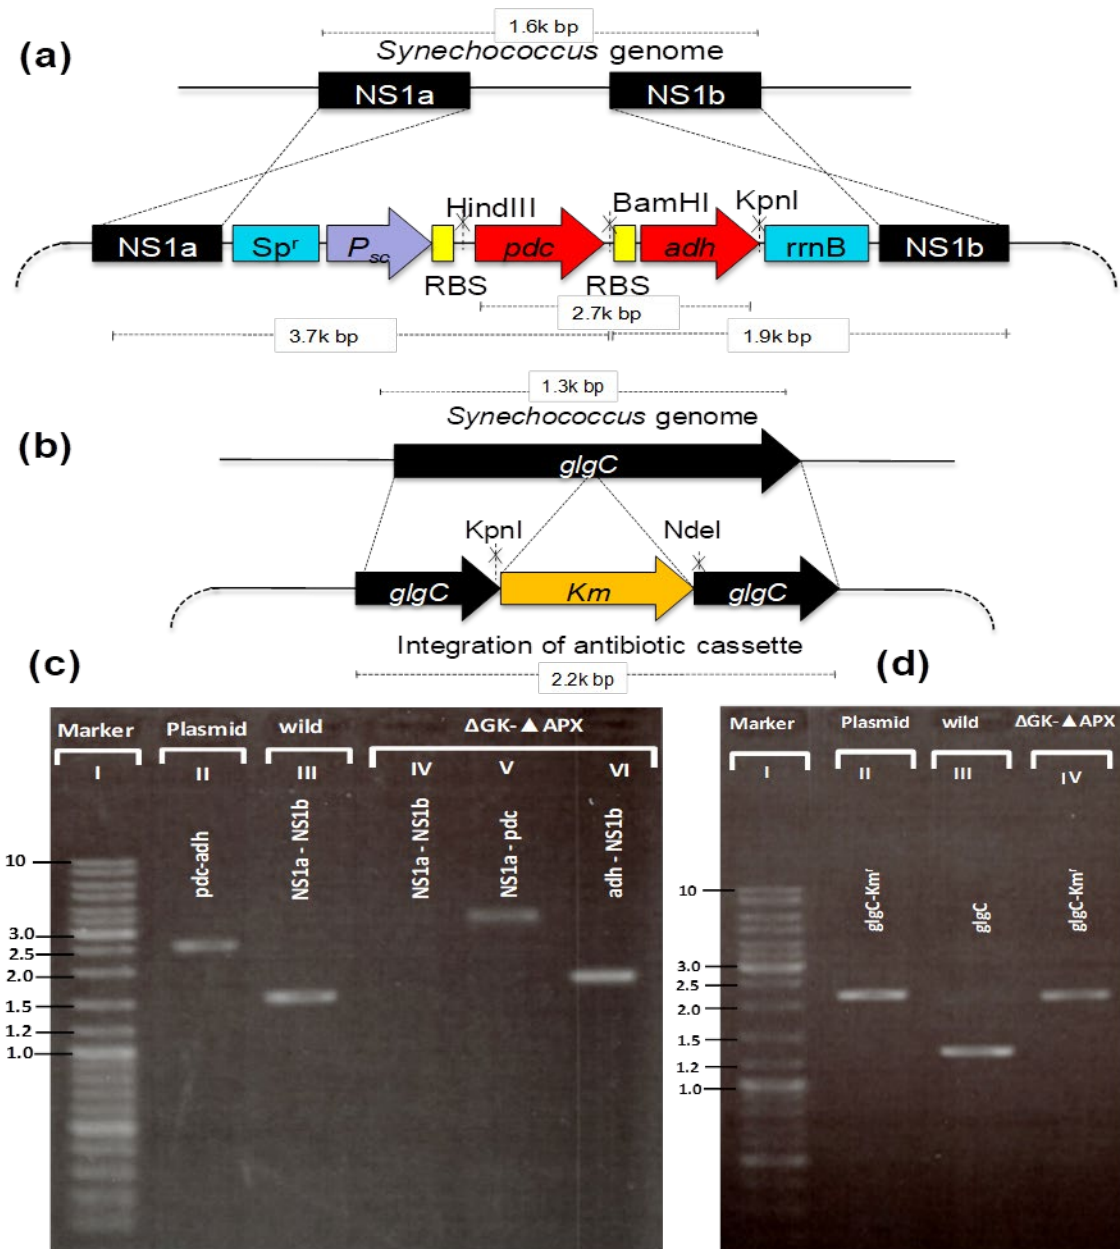 1.6k bp
(a)
Synechococcus genome
NS1a NS1b
HindIII BamHI KpnI
NS1a Spʳ Psc pdc adh rrnB NS1b
RBS RBS
2.7k bp
3.7k bp 1.9k bp
1.3k bp
Synechococcus genome
(b)
glgC
KpnI NdeI
glgC Km glgC
Integration of antibiotic cassette
2.2k bp
(c)
Marker Plasmid wild ΔGK-▲APX
I II III IV V VI
pdc-adh
NS1a - NS1b
NS1a - NS1b
NS1a - pdc
adh - NS1b
10
3.0
2.5
2.0
1.5
1.2
1.0
(d)
Marker Plasmid wild ΔGK-▲APX
I II III IV
glgC-Kmʳ
glgC
glgC-Kmʳ
10
3.0
2.5
2.0
1.5
1.2
1.0